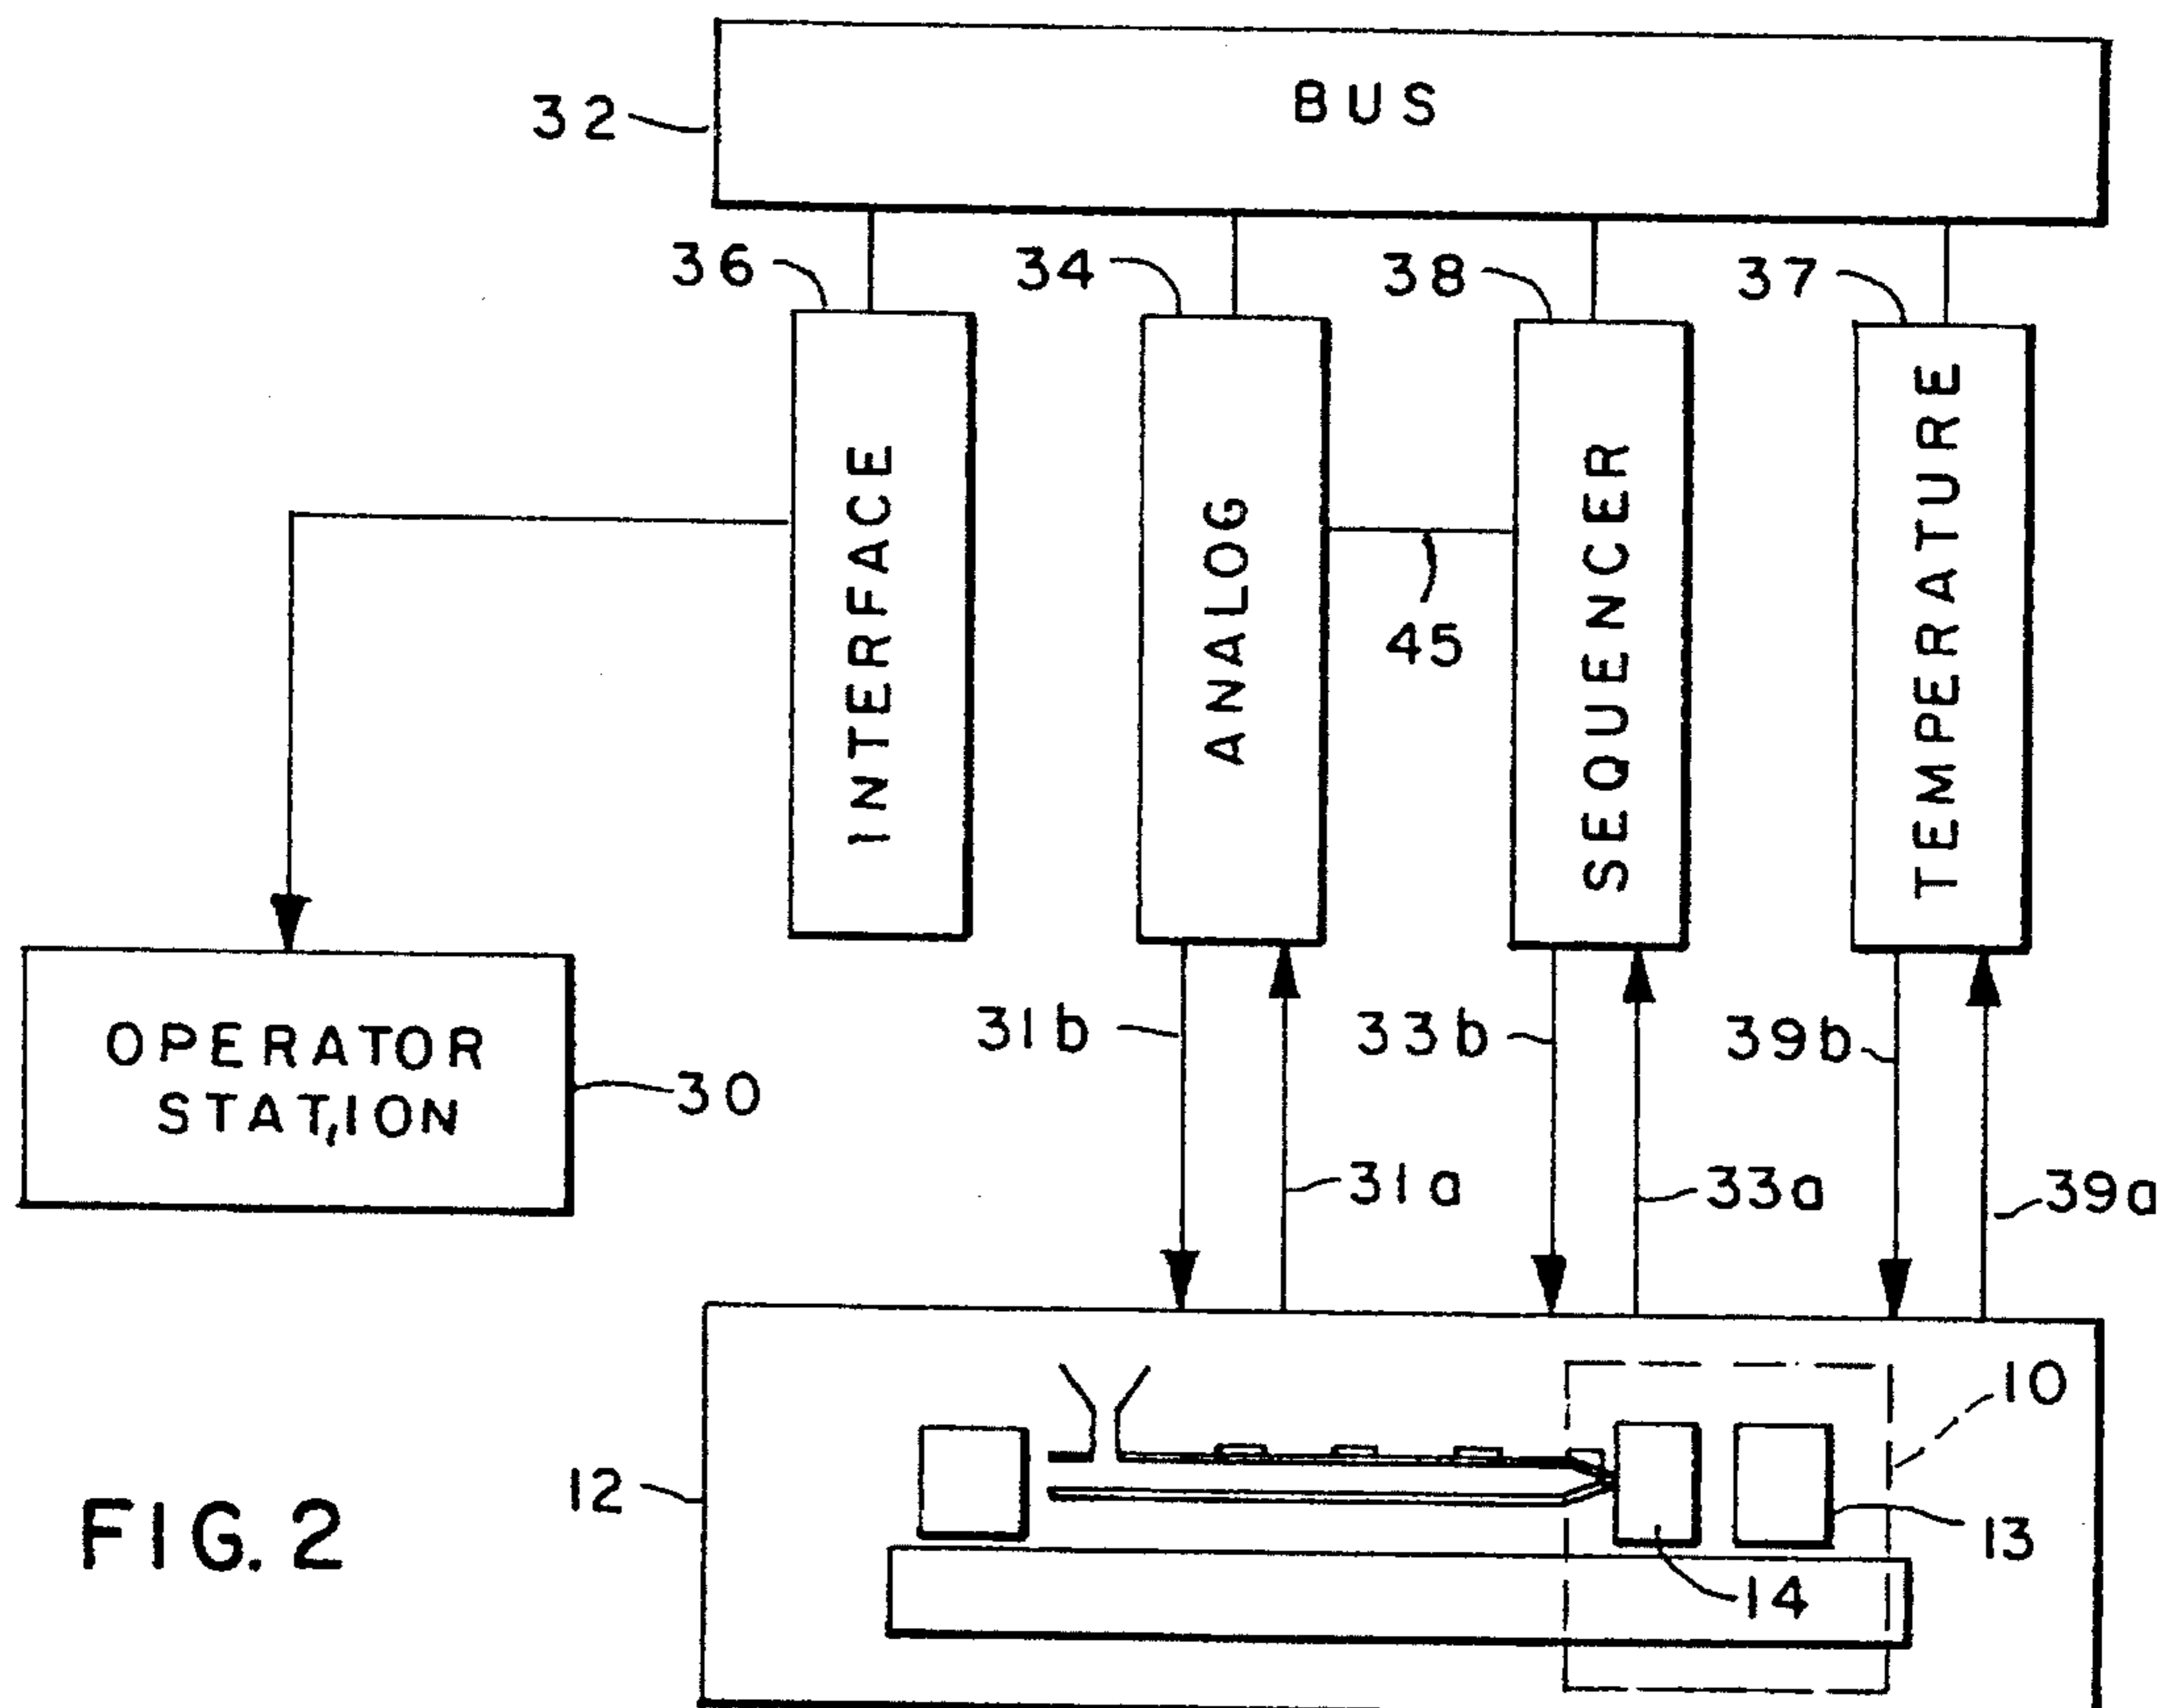 BUS
32
36
34
38
37
INTERFACE
ANALOG
SEQUENCER
TEMPERATURE
45
OPERATOR
STATION
30
31b
33b
39b
31a
33a
39a
10
12
13
14
FIG. 2